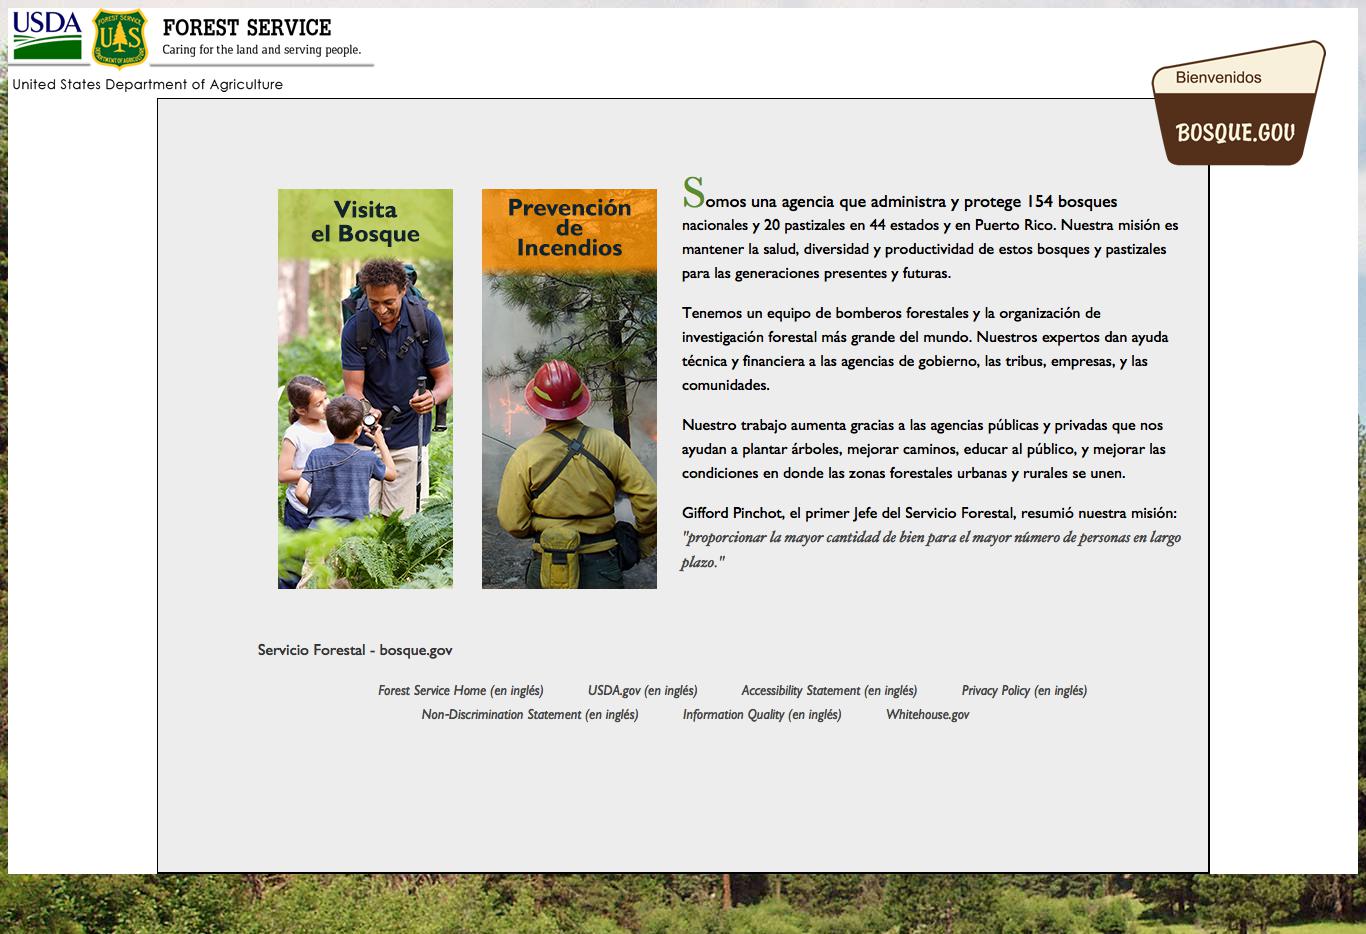 USDA
FOREST SERVICE
U S
DEPARTMENT OF AGRICULTURE
FOREST SERVICE
Caring for the land and serving people.
United States Department of Agriculture
Bienvenidos
BOSQUE.GOV
Visita
el Bosque
Prevención
de
Incendios
Somos una agencia que administra y protege 154 bosques
nacionales y 20 pastizales en 44 estados y en Puerto Rico. Nuestra misión es
mantener la salud, diversidad y productividad de estos bosques y pastizales
para las generaciones presentes y futuras.
Tenemos un equipo de bomberos forestales y la organización de
investigación forestal más grande del mundo. Nuestros expertos dan ayuda
técnica y financiera a las agencias de gobierno, las tribus, empresas, y las
comunidades.
Nuestro trabajo aumenta gracias a las agencias públicas y privadas que nos
ayudan a plantar árboles, mejorar caminos, educar al público, y mejorar las
condiciones en donde las zonas forestales urbanas y rurales se unen.
Gifford Pinchot, el primer Jefe del Servicio Forestal, resumió nuestra misión:
"proporcionar la mayor cantidad de bien para el mayor número de personas en largo
plazo."
Servicio Forestal - bosque.gov
Forest Service Home (en inglés) USDA.gov (en inglés) Accessibility Statement (en inglés) Privacy Policy (en inglés)
Non-Discrimination Statement (en inglés) Information Quality (en inglés) Whitehouse.gov